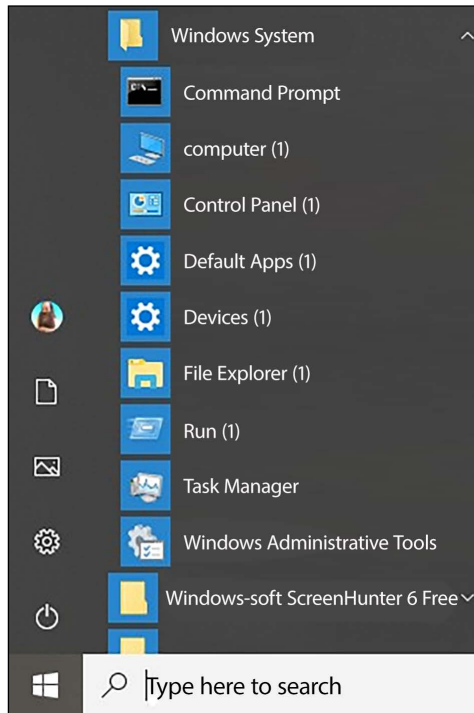 Windows System
Command Prompt
computer (1)
Control Panel (1)
Default Apps (1)
Devices (1)
File Explorer (1)
Run (1)
Task Manager
Windows Administrative Tools
Windows-soft ScreenHunter 6 Free
Type here to search